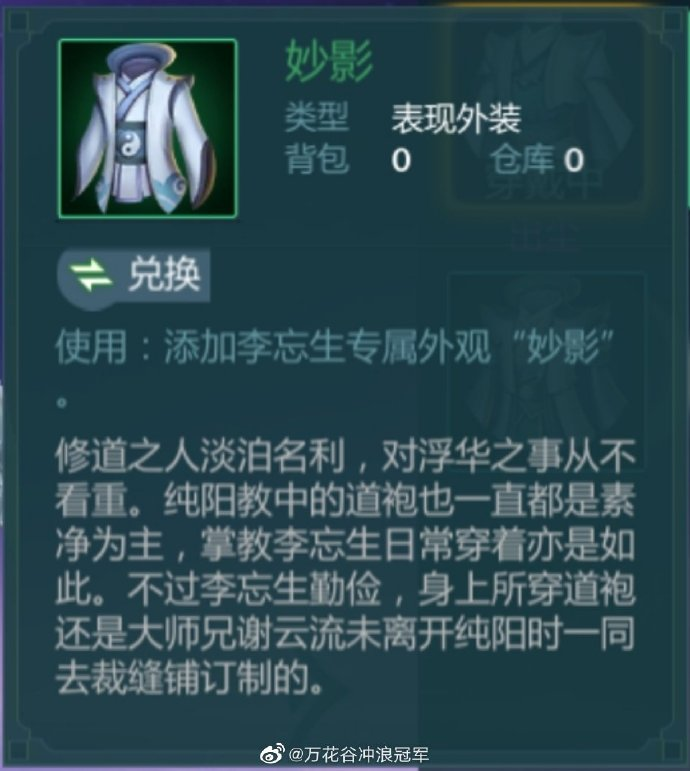 妙影
类型 表现外装
背包 0 仓库 0
穿戴中
出尘
兑换
使用：添加李忘生专属外观“妙影”
。
修道之人淡泊名利，对浮华之事从不
看重。纯阳教中的道袍也一直都是素
净为主，掌教李忘生日常穿着亦是如
此。不过李忘生勤俭，身上所穿道袍
还是大师兄谢云流未离开纯阳时一同
去裁缝铺订制的。
@万花谷冲浪冠军